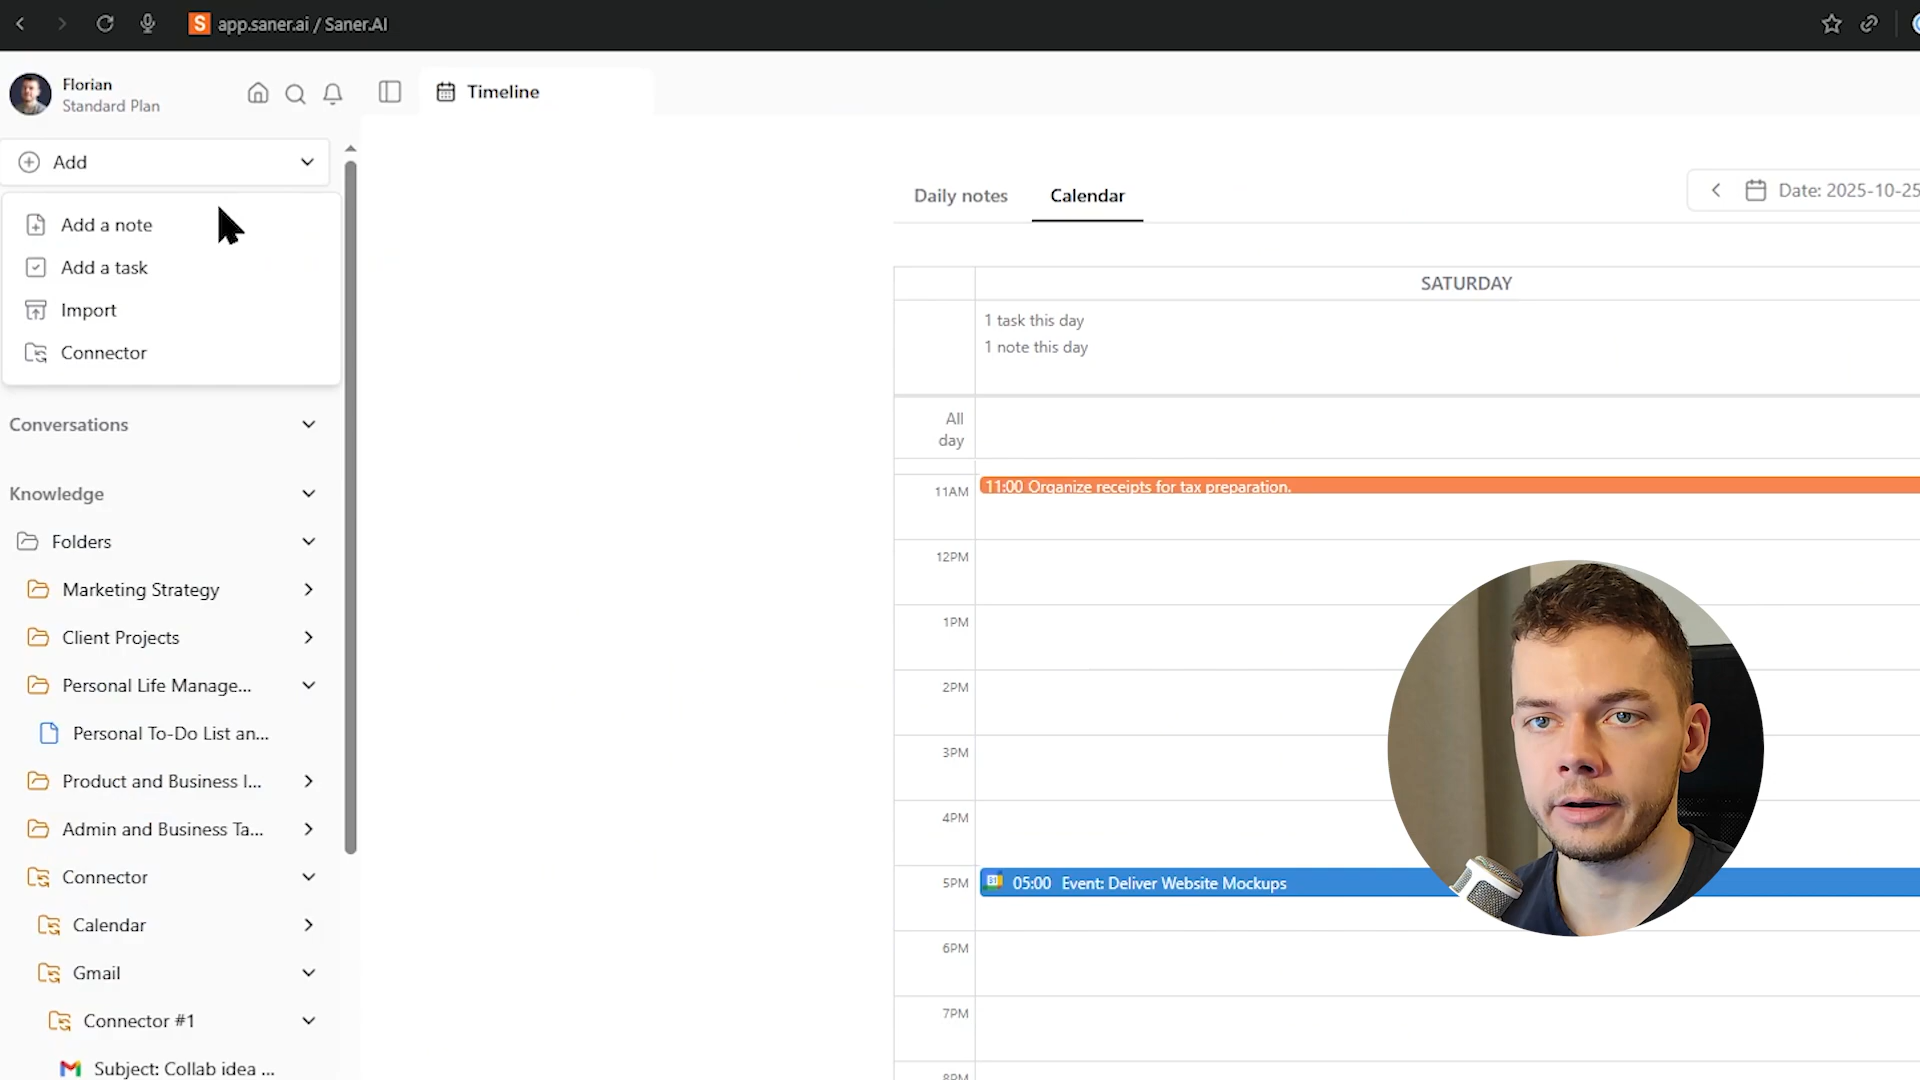 app.saner.ai / Saner.AI
Florian
Standard Plan
Timeline
Add
Add a note
Add a task
Import
Connector
Conversations
Knowledge
Folders
Marketing Strategy
Client Projects
Personal Life Manage...
Personal To-Do List an...
Product and Business I...
Admin and Business Ta...
Connector
Calendar
Gmail
Connector #1
Subject: Collab idea ...
Daily notes
Calendar
Date: 2025-10-25
SATURDAY
1 task this day
1 note this day
All
day
11AM
11:00 Organize receipts for tax preparation.
12PM
1PM
2PM
3PM
4PM
5PM
05:00 Event: Deliver Website Mockups
6PM
7PM
8PM